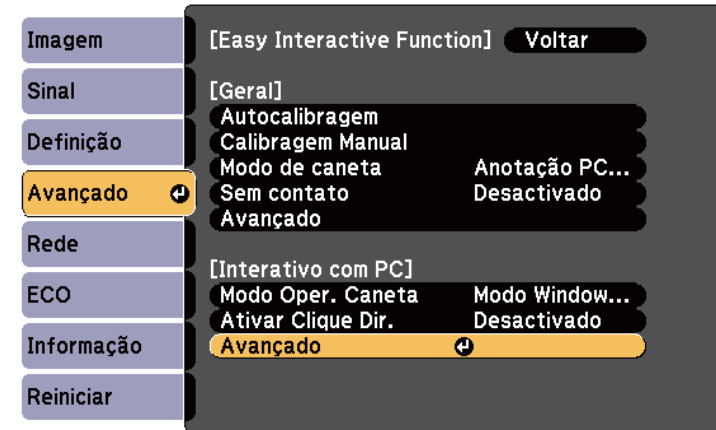 Imagem
Sinal
Definição
Avançado
Rede
ECO
Informação
Reiniciar
[Easy Interactive Function] Voltar
[Geral]
Autocalibragem
Calibragem Manual
Modo de caneta Anotação PC...
Sem contato Desactivado
Avançado
[Interativo com PC]
Modo Oper. Caneta Modo Window...
Ativar Clique Dir. Desactivado
Avançado